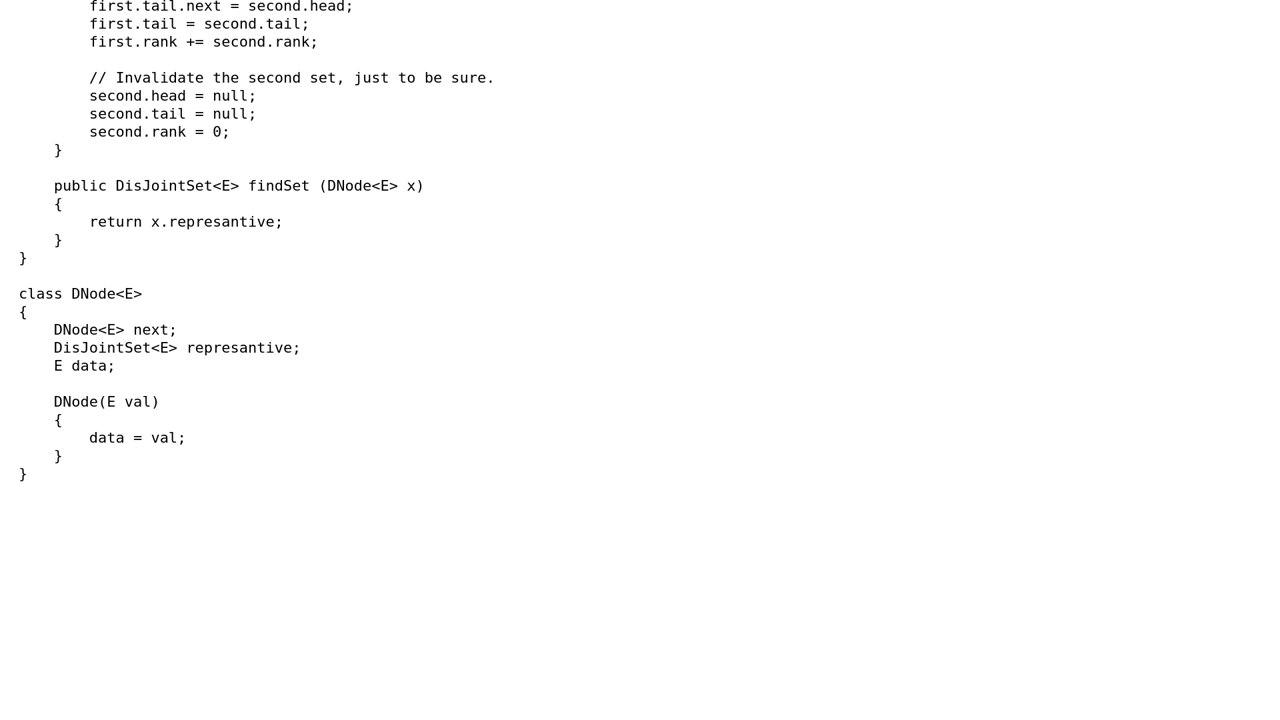 first.tail.next = second.head;
        first.tail = second.tail;
        first.rank += second.rank;

        // Invalidate the second set, just to be sure.
        second.head = null;
        second.tail = null;
        second.rank = 0;
    }

    public DisJointSet<E> findSet (DNode<E> x)
    {
        return x.represantive;
    }
}

class DNode<E>
{
    DNode<E> next;
    DisJointSet<E> represantive;
    E data;

    DNode(E val)
    {
        data = val;
    }
}